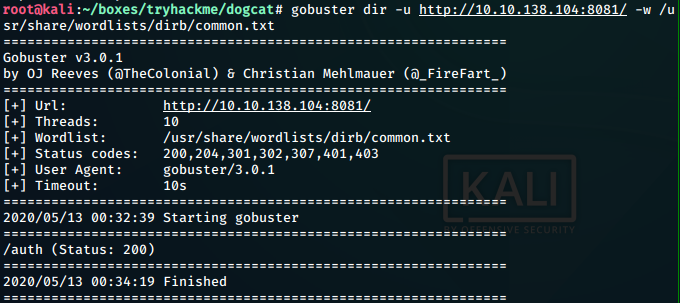 root@kali:~/boxes/tryhackme/dogcat# gobuster dir -u http://10.10.138.104:8081/ -w /u
sr/share/wordlists/dirb/common.txt
===============================================================
Gobuster v3.0.1
by OJ Reeves (@TheColonial) & Christian Mehlmauer (@_FireFart_)
===============================================================
[+] Url:            http://10.10.138.104:8081/
[+] Threads:        10
[+] Wordlist:       /usr/share/wordlists/dirb/common.txt
[+] Status codes:   200,204,301,302,307,401,403
[+] User Agent:     gobuster/3.0.1
[+] Timeout:        10s
===============================================================
2020/05/13 00:32:39 Starting gobuster
===============================================================
/auth (Status: 200)
===============================================================
2020/05/13 00:34:19 Finished
===============================================================
KALI
BY OFFENSIVE SECURITY